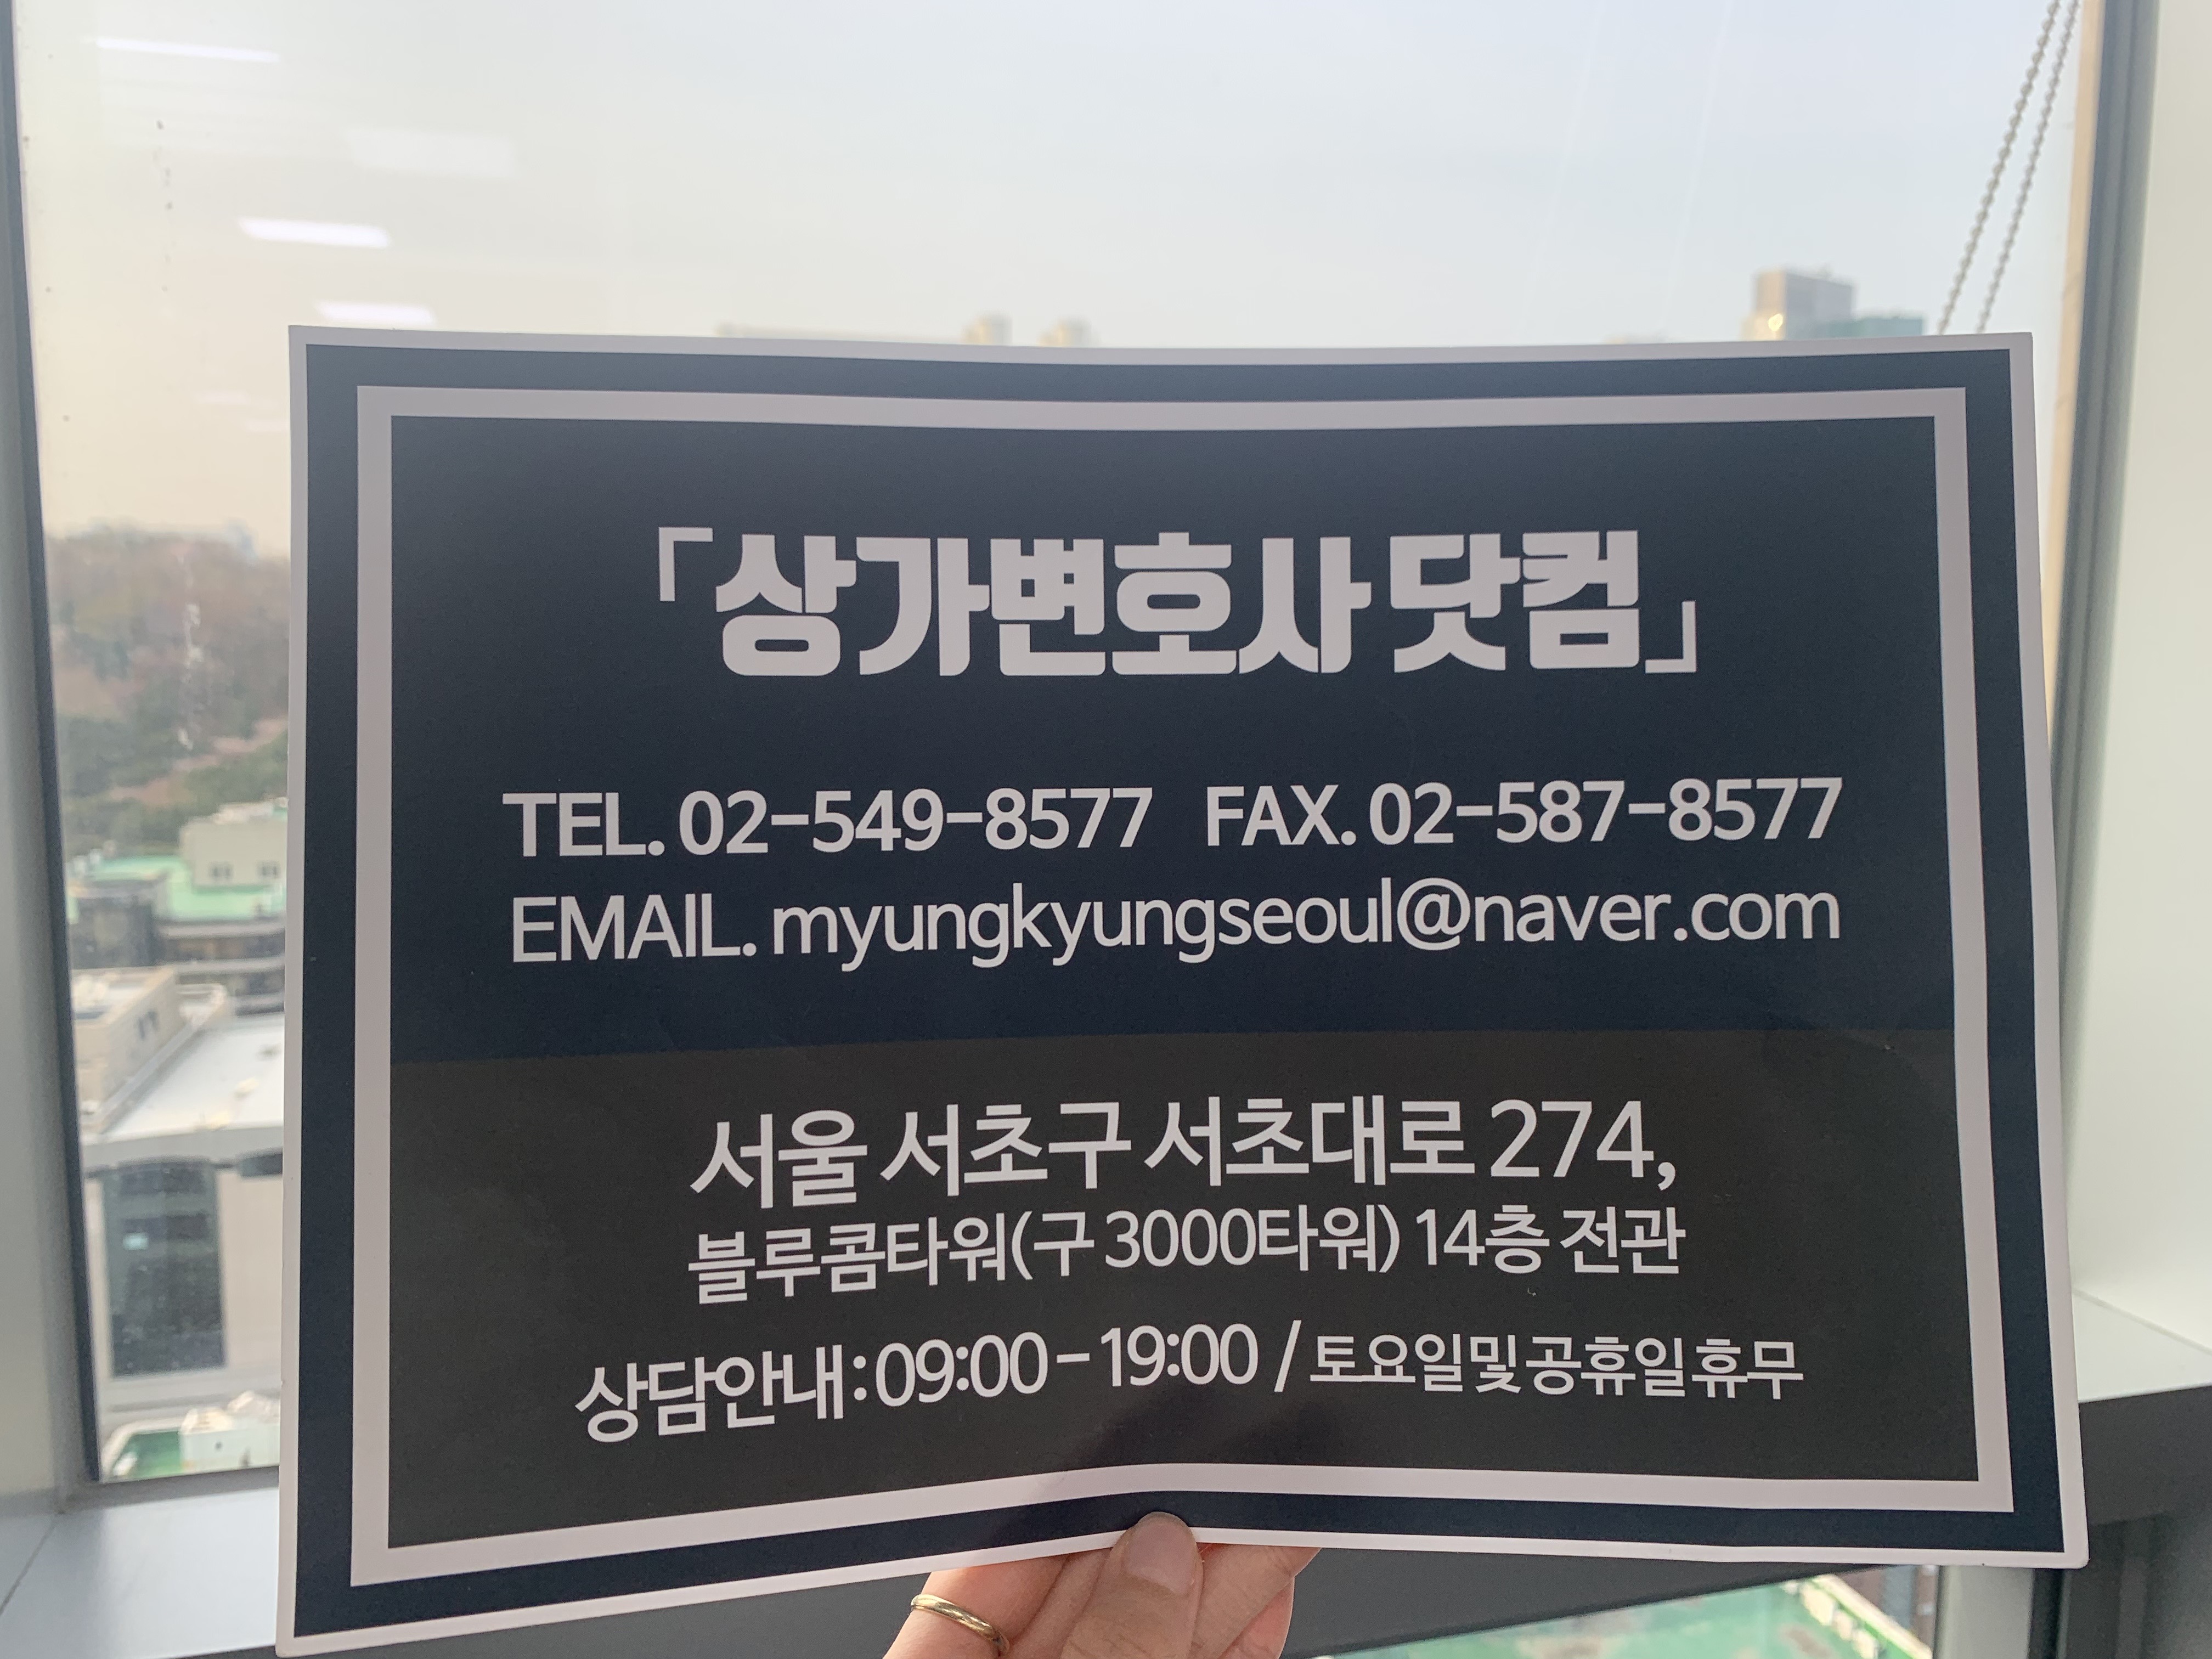 「상가변호사 닷컴」
TEL. 02-549-8577 FAX. 02-587-8577
EMAIL. myungkyungseoul@naver.com
서울 서초구 서초대로 274,
블루콤타워(구 3000타워) 14층 전관
상담안내:09:00-19:00 / 토요일및공휴일휴무